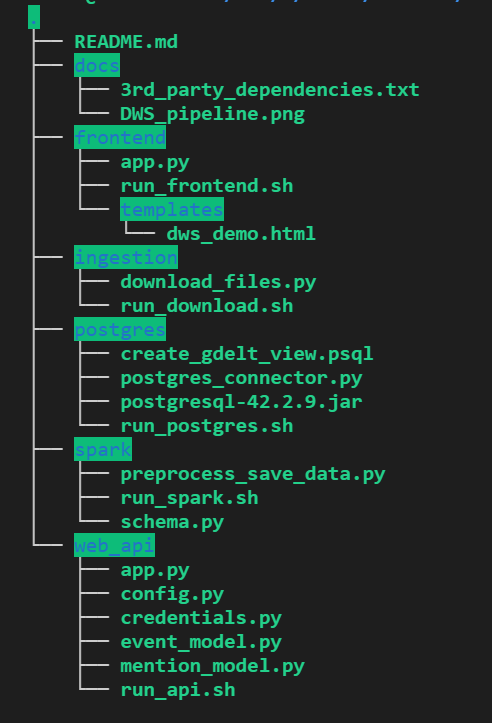 .
README.md
docs
3rd_party_dependencies.txt
DWS_pipeline.png
frontend
app.py
run_frontend.sh
templates
dws_demo.html
ingestion
download_files.py
run_download.sh
postgres
create_gdelt_view.psql
postgres_connector.py
postgresql-42.2.9.jar
run_postgres.sh
spark
preprocess_save_data.py
run_spark.sh
schema.py
web_api
app.py
config.py
credentials.py
event_model.py
mention_model.py
run_api.sh